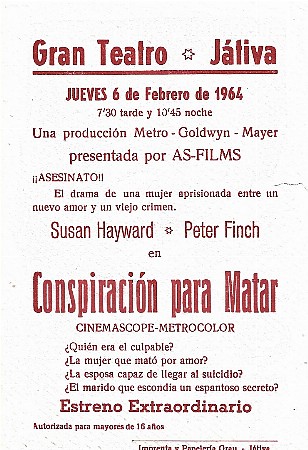 Gran Teatro ✡ Játiva
JUEVES 6 de Febrero de 1964
7'30 tarde y 10'45 noche
Una producción Metro - Goldwyn - Mayer
presentada por AS-FILMS
¡¡ASESINATO!!
El drama de una mujer aprisionada entre un
nuevo amor y un viejo crimen.
Susan Hayward ✡ Peter Finch
en
Conspiración para Matar
CINEMASCOPE-METROCOLOR
¿Quién era el culpable?
¿La mujer que mató por amor?
¿La esposa capaz de llegar al suicidio?
¿El marido que escondía un espantoso secreto?
Estreno Extraordinario
Autorizada para mayores de 16 años
Imprenta y Papelería Grau - Játiva